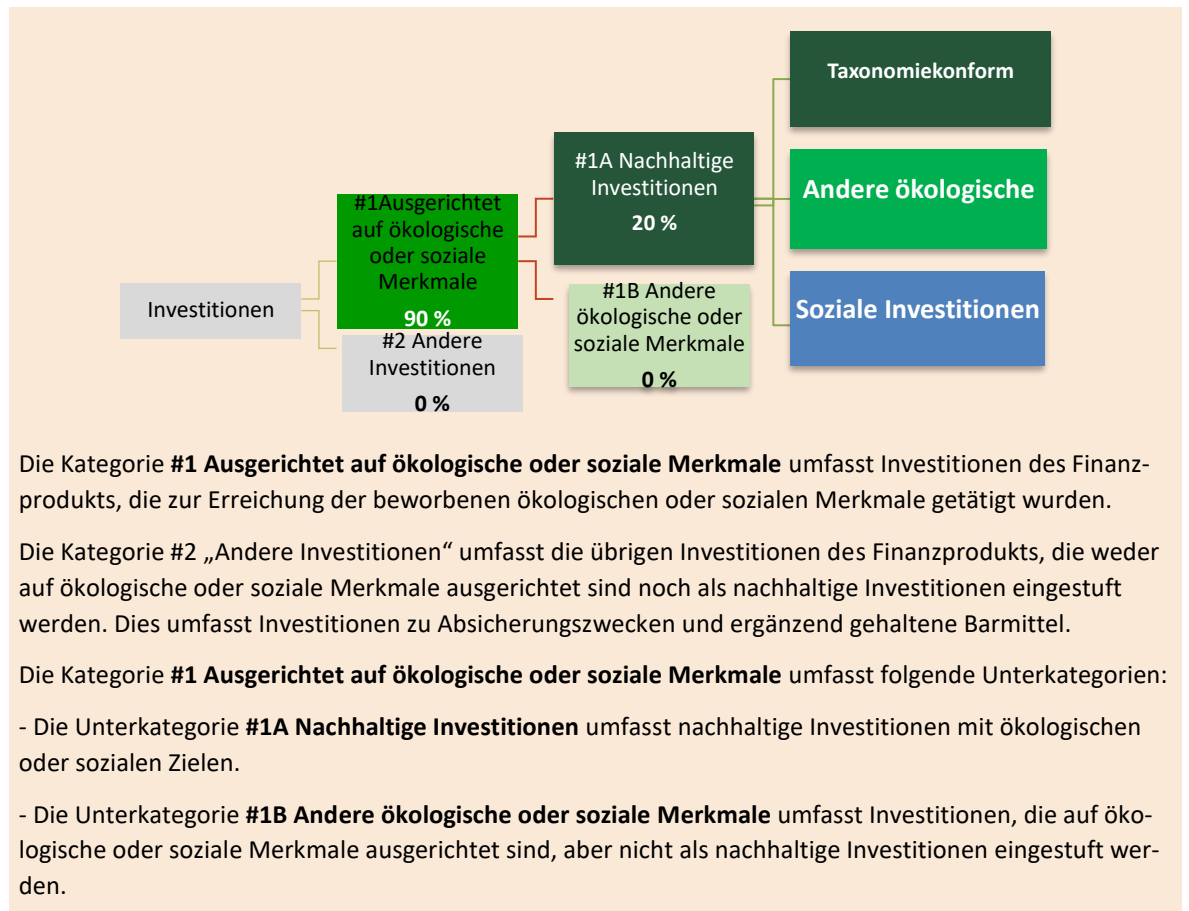 Investitionen
#1Ausgerichtet
auf ökologische
oder soziale
Merkmale
90 %
#2 Andere
Investitionen
0 %
#1A Nachhaltige
Investitionen
20 %
#1B Andere
ökologische oder
soziale Merkmale
0 %
Taxonomiekonform
Andere ökologische
Soziale Investitionen
Die Kategorie #1 Ausgerichtet auf ökologische oder soziale Merkmale umfasst Investitionen des Finanz-
produkts, die zur Erreichung der beworbenen ökologischen oder sozialen Merkmale getätigt wurden.
Die Kategorie #2 „Andere Investitionen“ umfasst die übrigen Investitionen des Finanzprodukts, die weder
auf ökologische oder soziale Merkmale ausgerichtet sind noch als nachhaltige Investitionen eingestuft
werden. Dies umfasst Investitionen zu Absicherungszwecken und ergänzend gehaltene Barmittel.
Die Kategorie #1 Ausgerichtet auf ökologische oder soziale Merkmale umfasst folgende Unterkategorien:
- Die Unterkategorie #1A Nachhaltige Investitionen umfasst nachhaltige Investitionen mit ökologischen
oder sozialen Zielen.
- Die Unterkategorie #1B Andere ökologische oder soziale Merkmale umfasst Investitionen, die auf öko-
logische oder soziale Merkmale ausgerichtet sind, aber nicht als nachhaltige Investitionen eingestuft wer-
den.